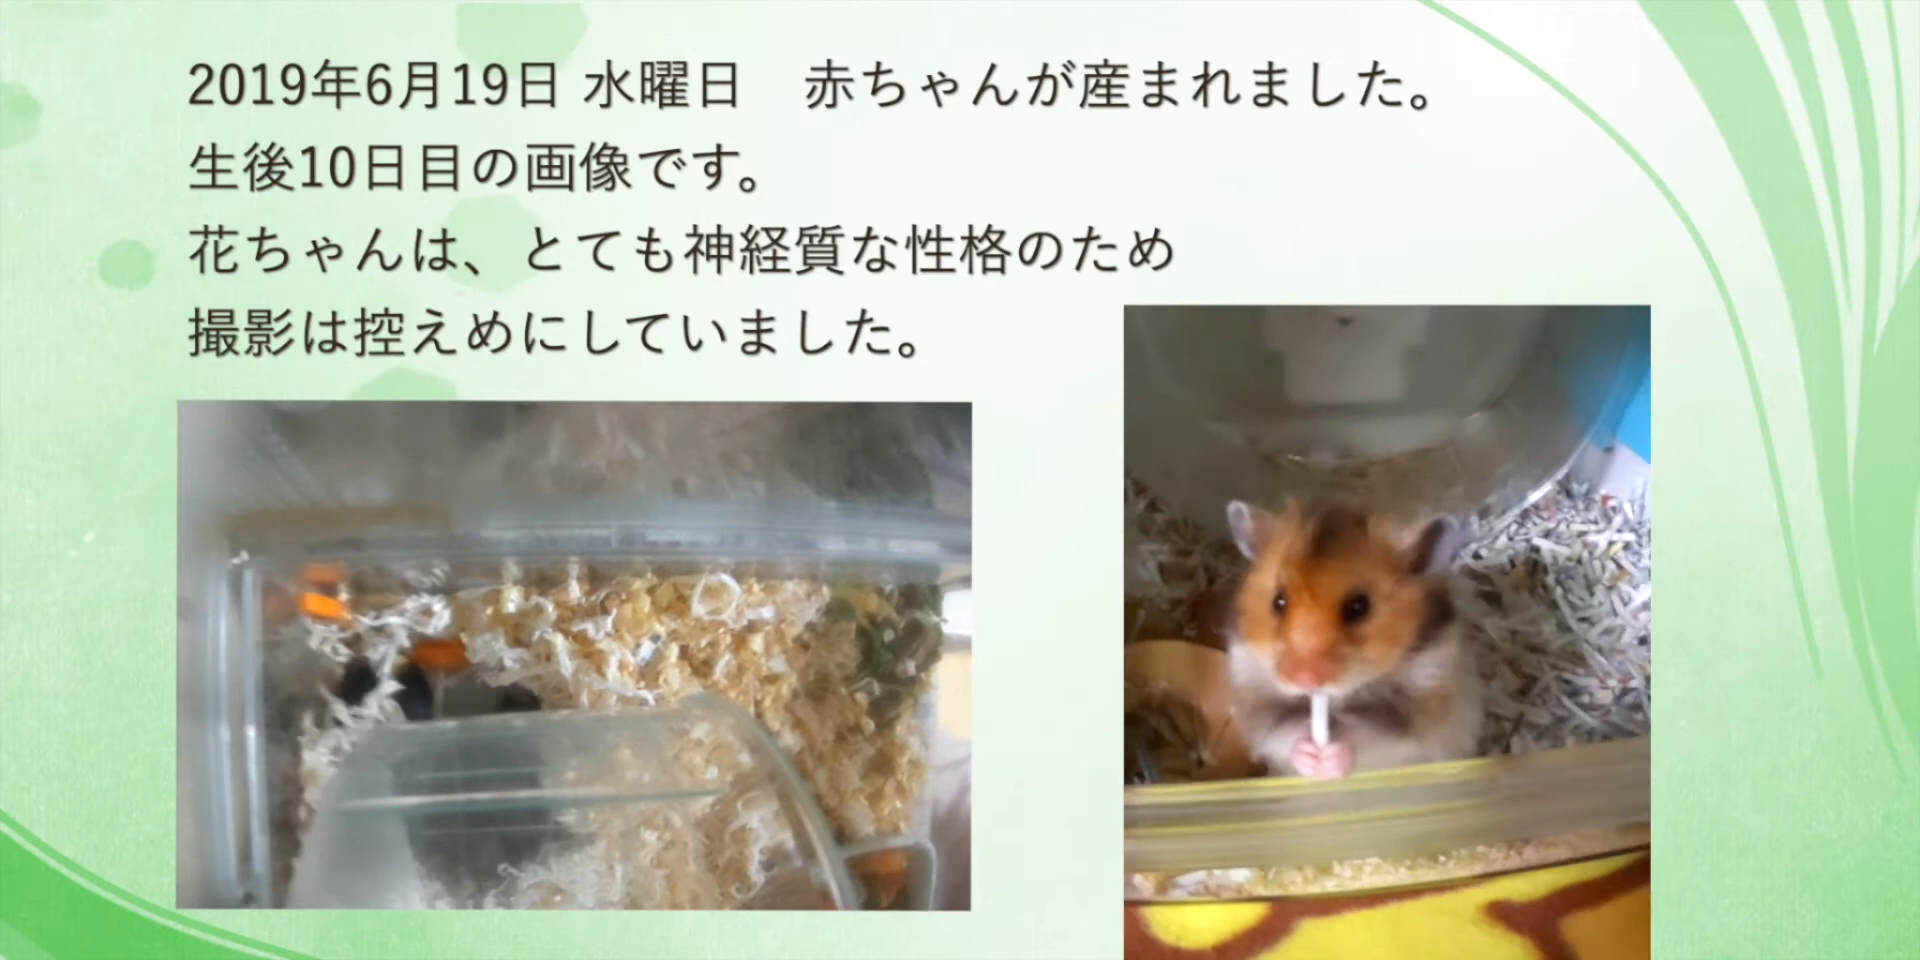 2019年6月19日 水曜日　赤ちゃんが産まれました。
生後10日目の画像です。
花ちゃんは、とても神経質な性格のため
撮影は控えめにしていました。